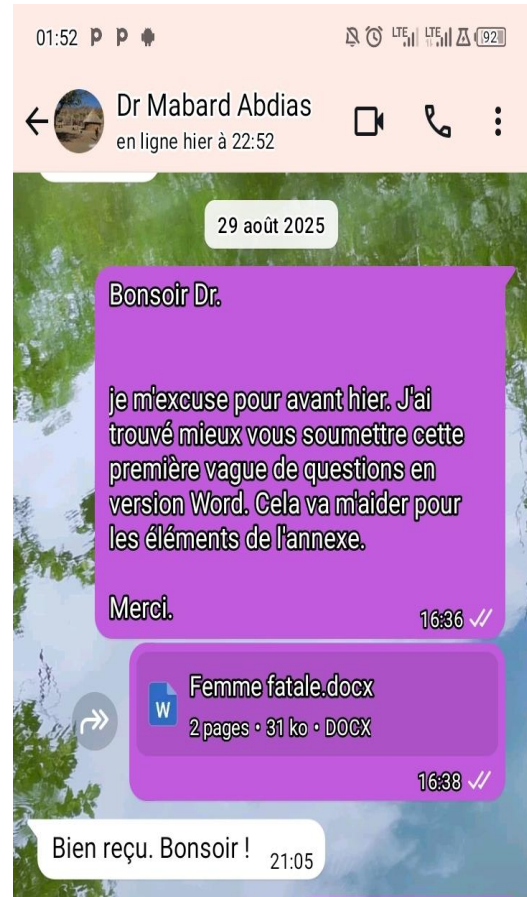 01:52 P P LTE LTE 92
Dr Mabard Abdias
en ligne hier à 22:52
29 août 2025
Bonsoir Dr.
je m'excuse pour avant hier. J'ai
trouvé mieux vous soumettre cette
première vague de questions en
version Word. Cela va m'aider pour
les éléments de l'annexe.
Merci.
16:36
W
Femme fatale.docx
2 pages • 31 ko • DOCX
16:38
Bien reçu. Bonsoir !
21:05